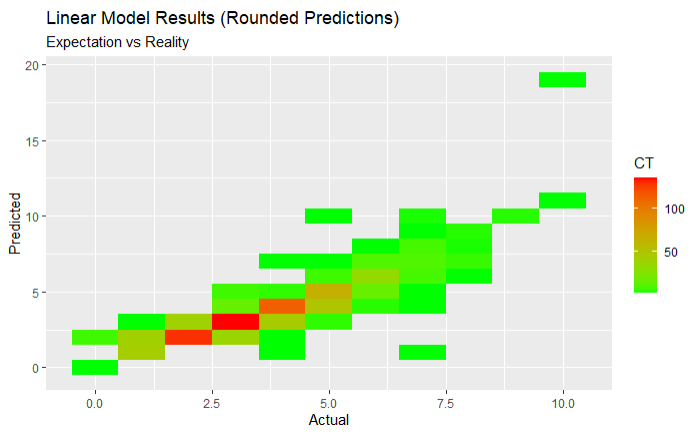 Linear Model Results (Rounded Predictions)
Expectation vs Reality
20
15
10
5
0
Predicted
0.0 2.5 5.0 7.5 10.0
Actual
CT
100
50